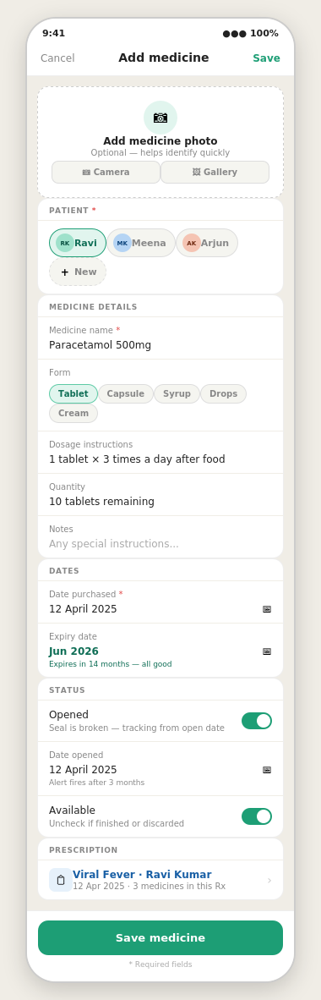 9:41 ●●● 100%
Cancel Add medicine Save
Add medicine photo
Optional — helps identify quickly
📷 Camera 🖼 Gallery
PATIENT *
RK Ravi MK Meena AK Arjun
+ New
MEDICINE DETAILS
Medicine name *
Paracetamol 500mg
Form
Tablet Capsule Syrup Drops
Cream
Dosage instructions
1 tablet × 3 times a day after food
Quantity
10 tablets remaining
Notes
Any special instructions...
DATES
Date purchased *
12 April 2025
Expiry date
Jun 2026
Expires in 14 months — all good
STATUS
Opened
Seal is broken — tracking from open date
Date opened
12 April 2025
Alert fires after 3 months
Available
Uncheck if finished or discarded
PRESCRIPTION
Viral Fever · Ravi Kumar
12 Apr 2025 · 3 medicines in this Rx
Save medicine
* Required fields